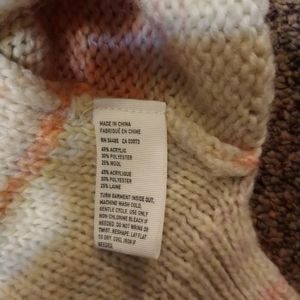 MADE IN CHINA
FABRIQUÉ EN CHINE
RN 54485 CA 03973
45% ACRYLIC
30% POLYESTER
25% WOOL
45% ACRYLIQUE
30% POLYESTER
25% LAINE
TURN GARMENT INSIDE OUT,
MACHINE WASH COLD,
GENTLE CYCLE. USE ONLY
NON CHLORINE BLEACH IF
NEEDED. DO NOT WRING OR
TWIST. RESHAPE, LAY FLAT
TO DRY. COOL IRON IF
NEEDED.